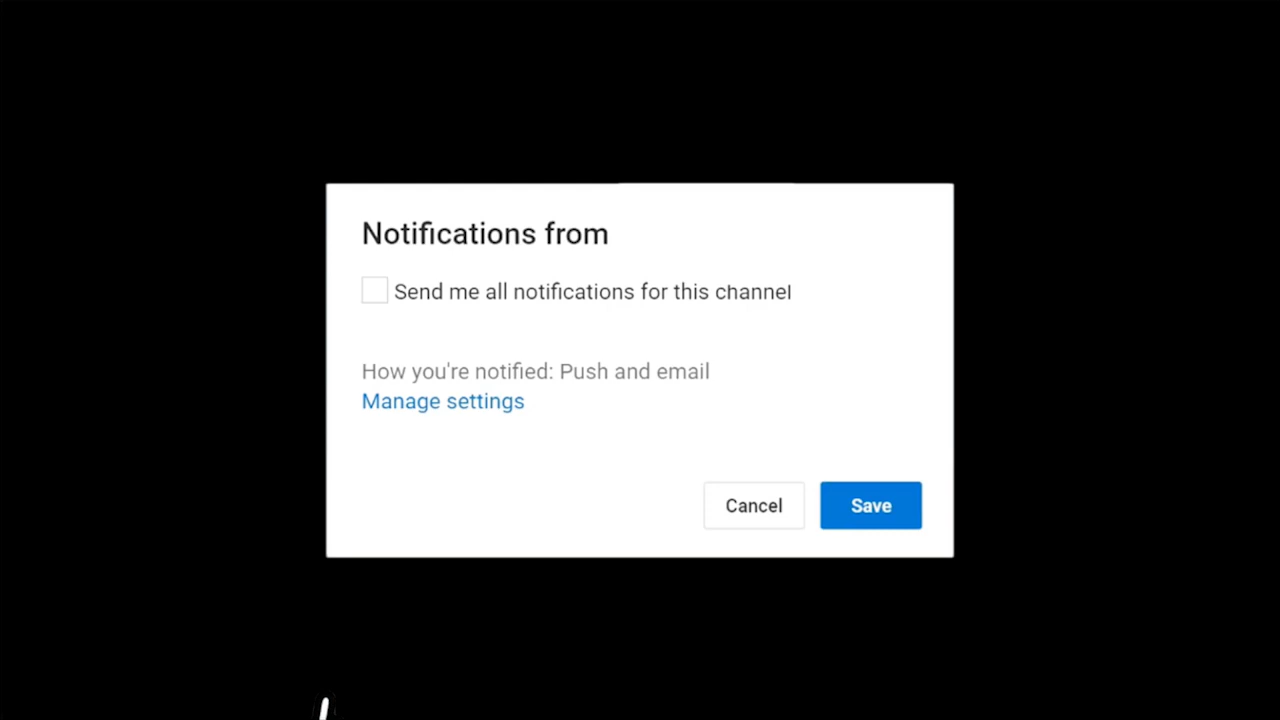 Notifications from
Send me all notifications for this channel
How you're notified: Push and email
Manage settings
Cancel
Save